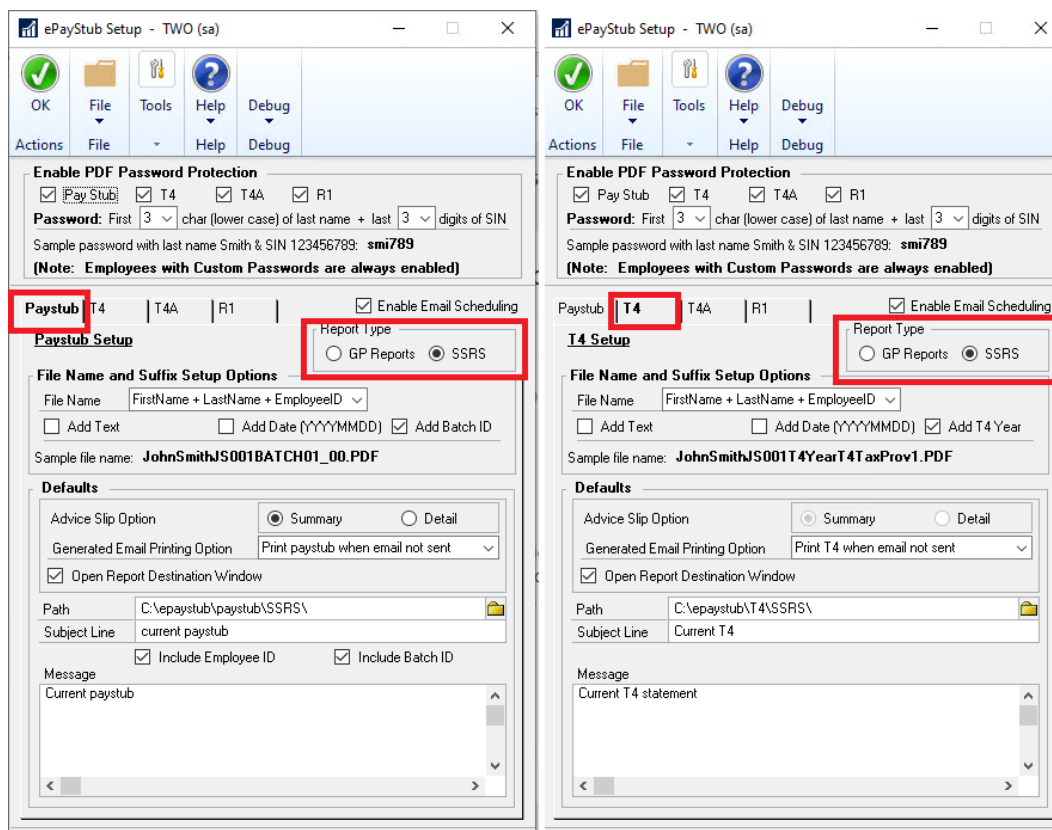 ePayStub Setup - TWO (sa)
OK File Tools Help Debug
Actions File Help Debug
Enable PDF Password Protection
Pay Stub T4 T4A R1
Password: First 3 char (lower case) of last name + last 3 digits of SIN
Sample password with last name Smith & SIN 123456789: smi789
(Note: Employees with Custom Passwords are always enabled)
Paystub T4 T4A R1 Enable Email Scheduling
Paystub Setup
Report Type
GP Reports SSRS
File Name and Suffix Setup Options
File Name FirstName + LastName + EmployeeID
Add Text Add Date (YYYYMMDD) Add Batch ID
Sample file name: JohnSmithJS001BATCH01_00.PDF
Defaults
Advice Slip Option Summary Detail
Generated Email Printing Option Print paystub when email not sent
Open Report Destination Window
Path C:\epaystub\paystub\SSRS\
Subject Line current paystub
Include Employee ID Include Batch ID
Message
Current paystub
ePayStub Setup - TWO (sa)
OK File Tools Help Debug
Actions File Help Debug
Enable PDF Password Protection
Pay Stub T4 T4A R1
Password: First 3 char (lower case) of last name + last 3 digits of SIN
Sample password with last name Smith & SIN 123456789: smi789
(Note: Employees with Custom Passwords are always enabled)
Paystub T4 T4A R1 Enable Email Scheduling
T4 Setup
Report Type
GP Reports SSRS
File Name and Suffix Setup Options
File Name FirstName + LastName + EmployeeID
Add Text Add Date (YYYYMMDD) Add T4 Year
Sample file name: JohnSmithJS001T4YearT4TaxProv1.PDF
Defaults
Advice Slip Option Summary Detail
Generated Email Printing Option Print T4 when email not sent
Open Report Destination Window
Path C:\epaystub\T4\SSRS\
Subject Line Current T4
Message
Current T4 statement